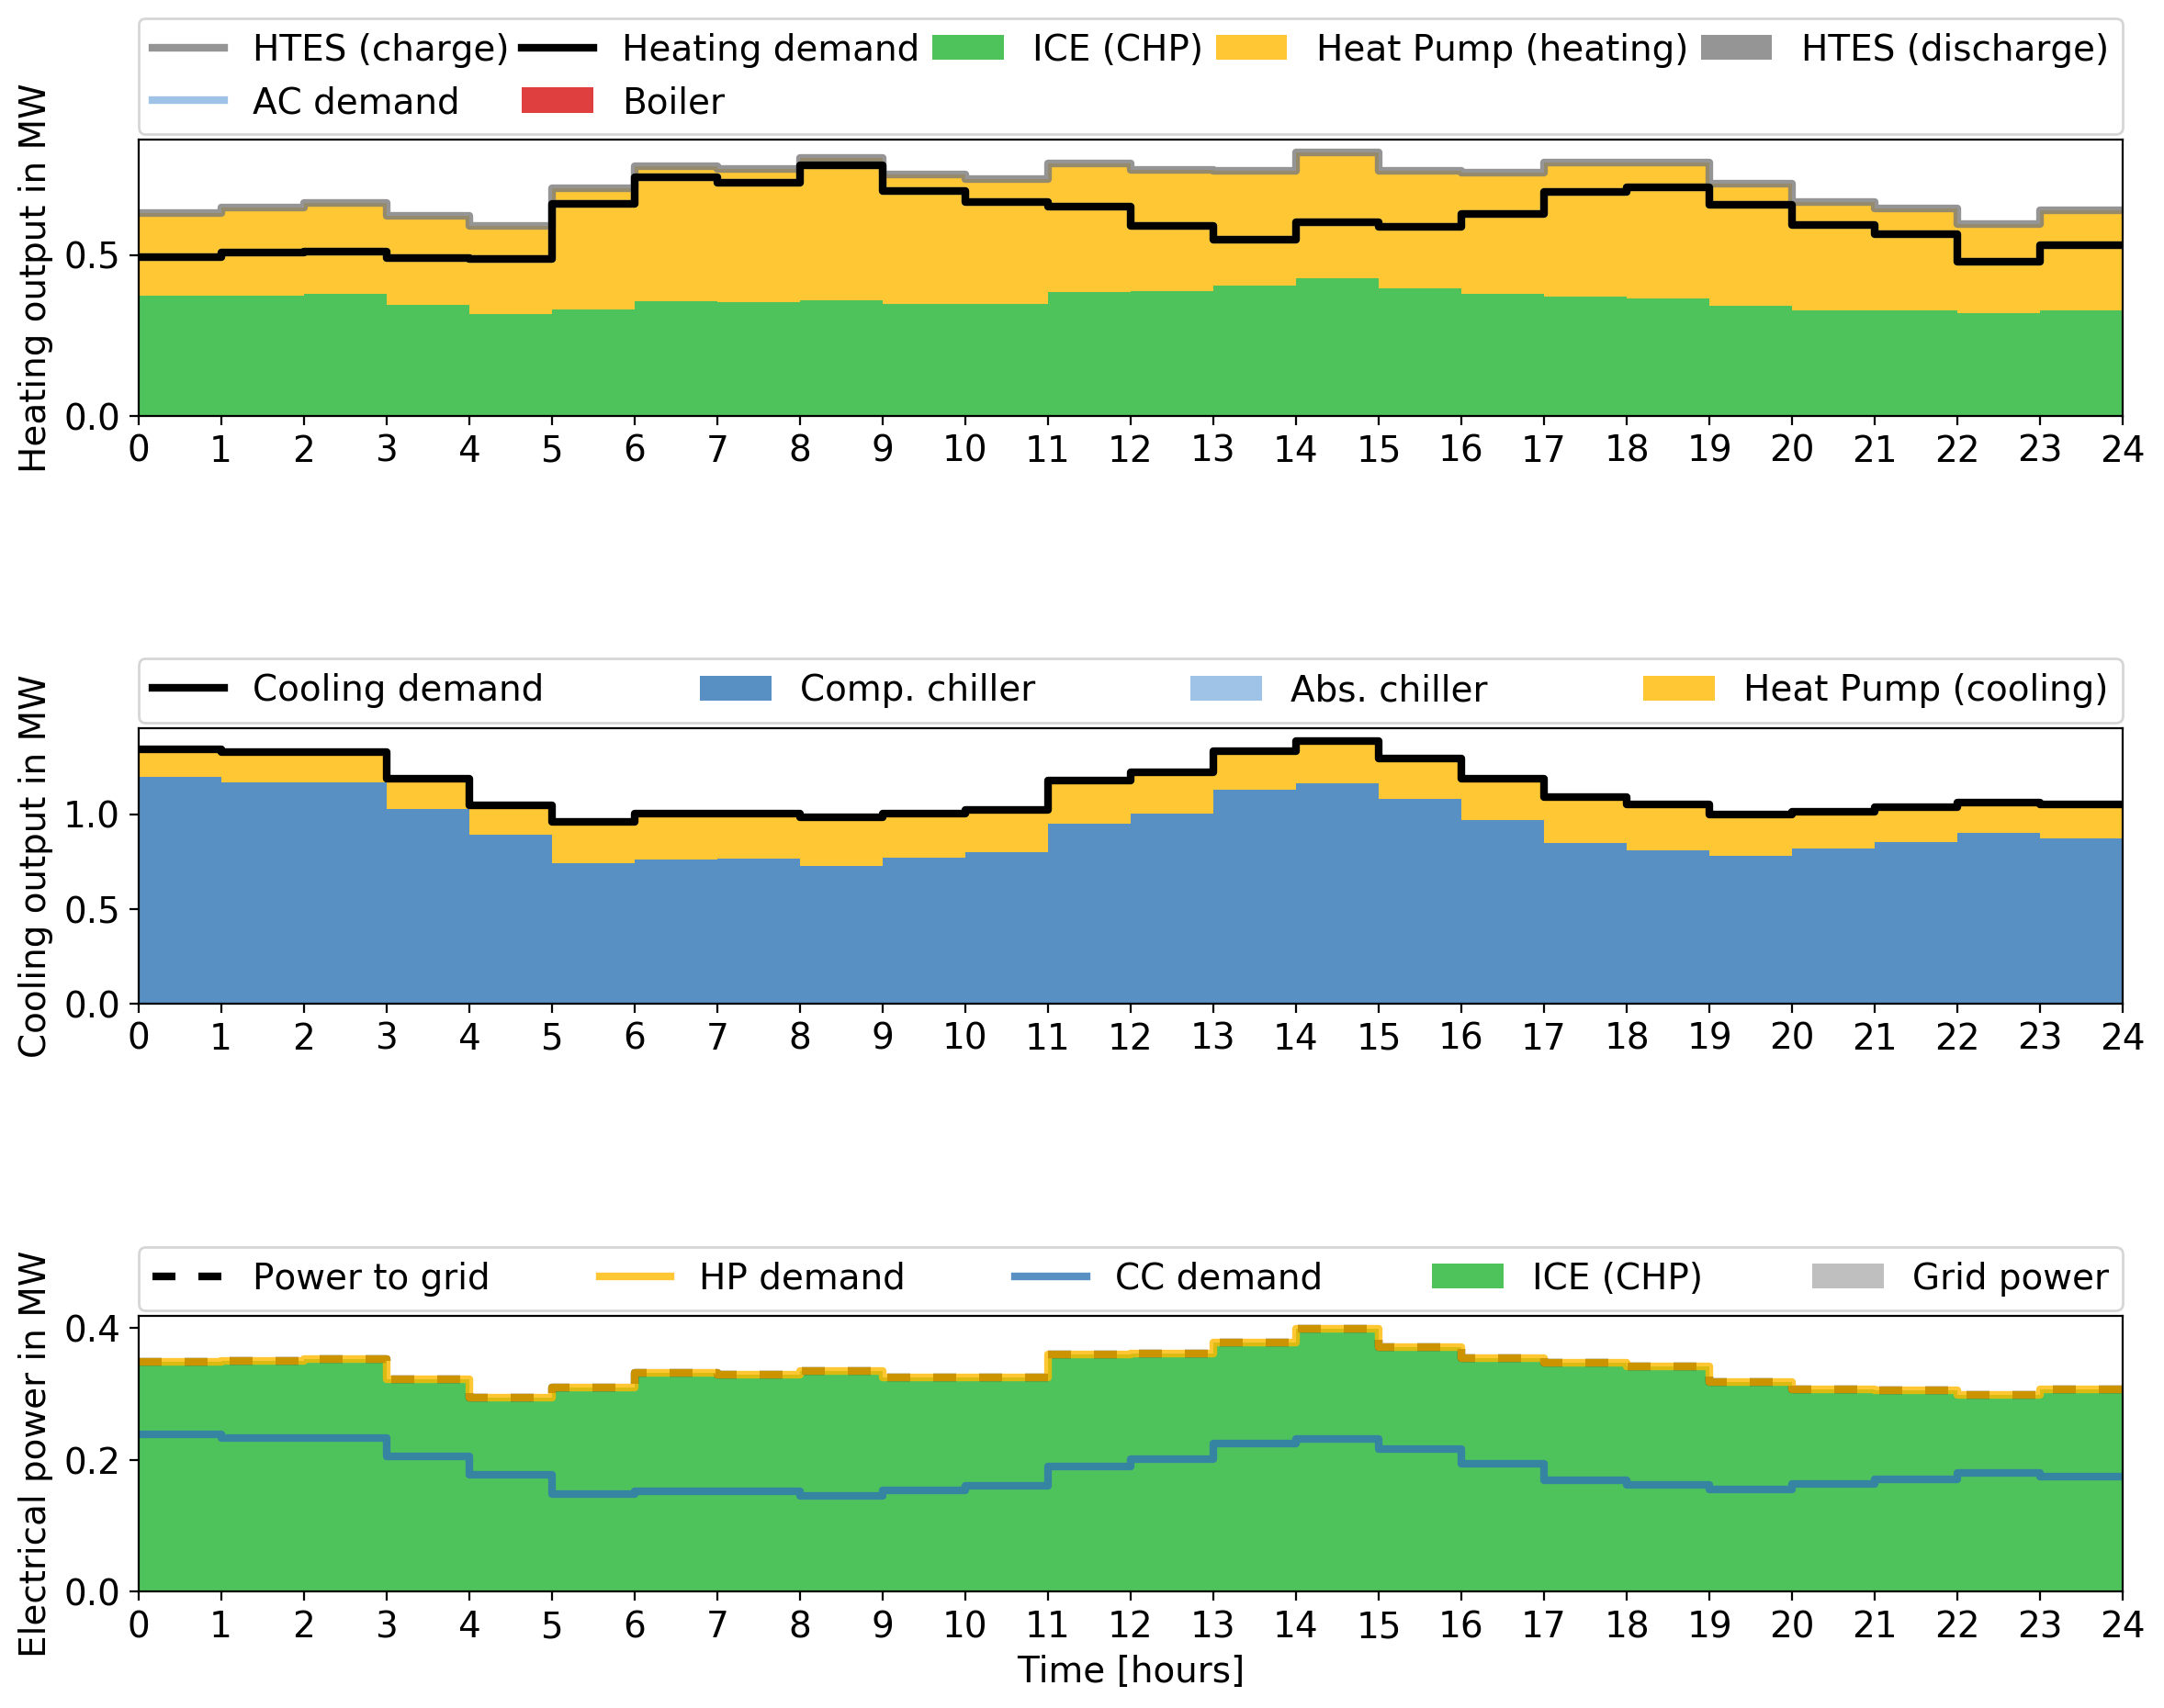 HTES (charge) Heating demand ICE (CHP) Heat Pump (heating) HTES (discharge)
AC demand Boiler
Heating output in MW
0.5
0.0
0 1 2 3 4 5 6 7 8 9 10 11 12 13 14 15 16 17 18 19 20 21 22 23 24
Cooling demand Comp. chiller Abs. chiller Heat Pump (cooling)
Cooling output in MW
1.0
0.5
0.0
0 1 2 3 4 5 6 7 8 9 10 11 12 13 14 15 16 17 18 19 20 21 22 23 24
Power to grid HP demand CC demand ICE (CHP) Grid power
Electrical power in MW
0.4
0.2
0.0
0 1 2 3 4 5 6 7 8 9 10 11 12 13 14 15 16 17 18 19 20 21 22 23 24
Time [hours]